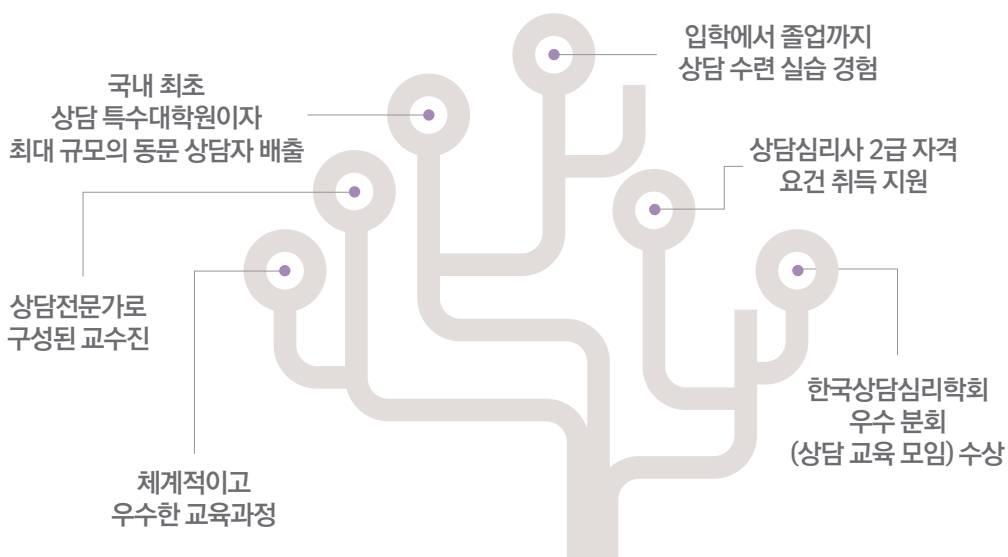 입학에서 졸업까지
상담 수련 실습 경험
국내 최초
상담 특수대학원이자
최대 규모의 동문 상담자 배출
상담심리사 2급 자격
요건 취득 지원
상담전문가로
구성된 교수진
한국상담심리학회
우수 분회
(상담 교육 모임) 수상
체계적이고
우수한 교육과정